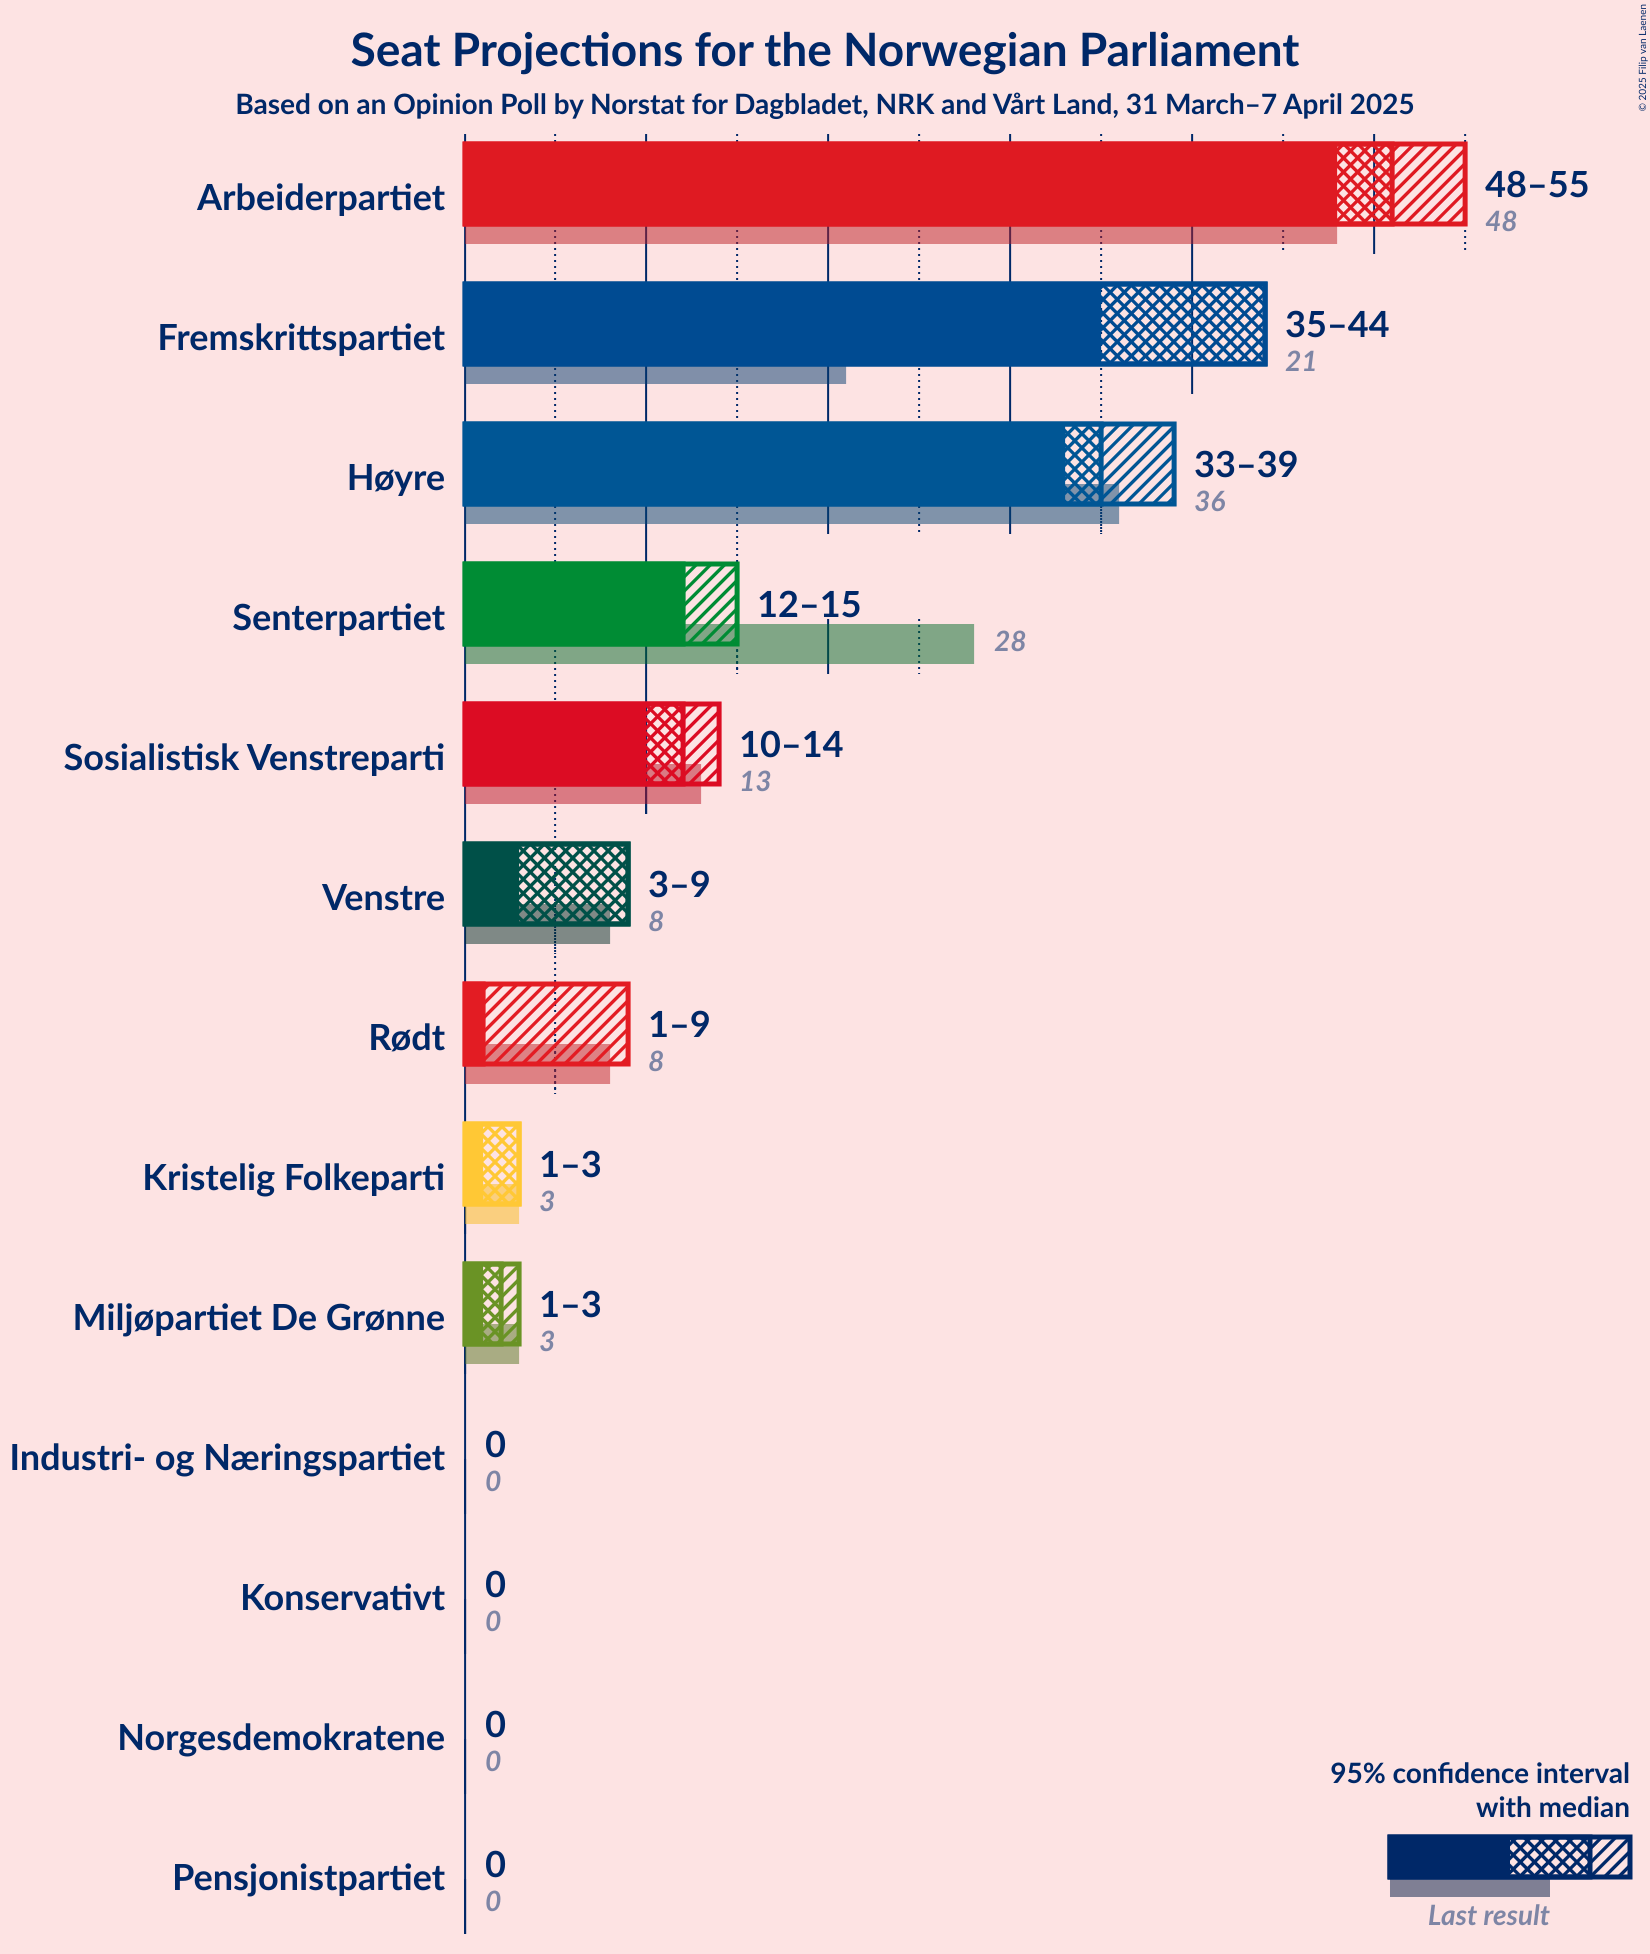 Seat Projections for the Norwegian Parliament
Based on an Opinion Poll by Norstat for Dagbladet, NRK and Vårt Land, 31 March–7 April 2025
© 2025 Filip van Laenen
Arbeiderpartiet
48–55
48
Fremskrittspartiet
35–44
21
Høyre
33–39
36
Senterpartiet
12–15
28
Sosialistisk Venstreparti
10–14
13
Venstre
3–9
8
Rødt
1–9
8
Kristelig Folkeparti
1–3
3
Miljøpartiet De Grønne
1–3
3
Industri- og Næringspartiet
0
0
Konservativt
0
0
Norgesdemokratene
0
0
Pensjonistpartiet
0
0
95% confidence interval
with median
Last result